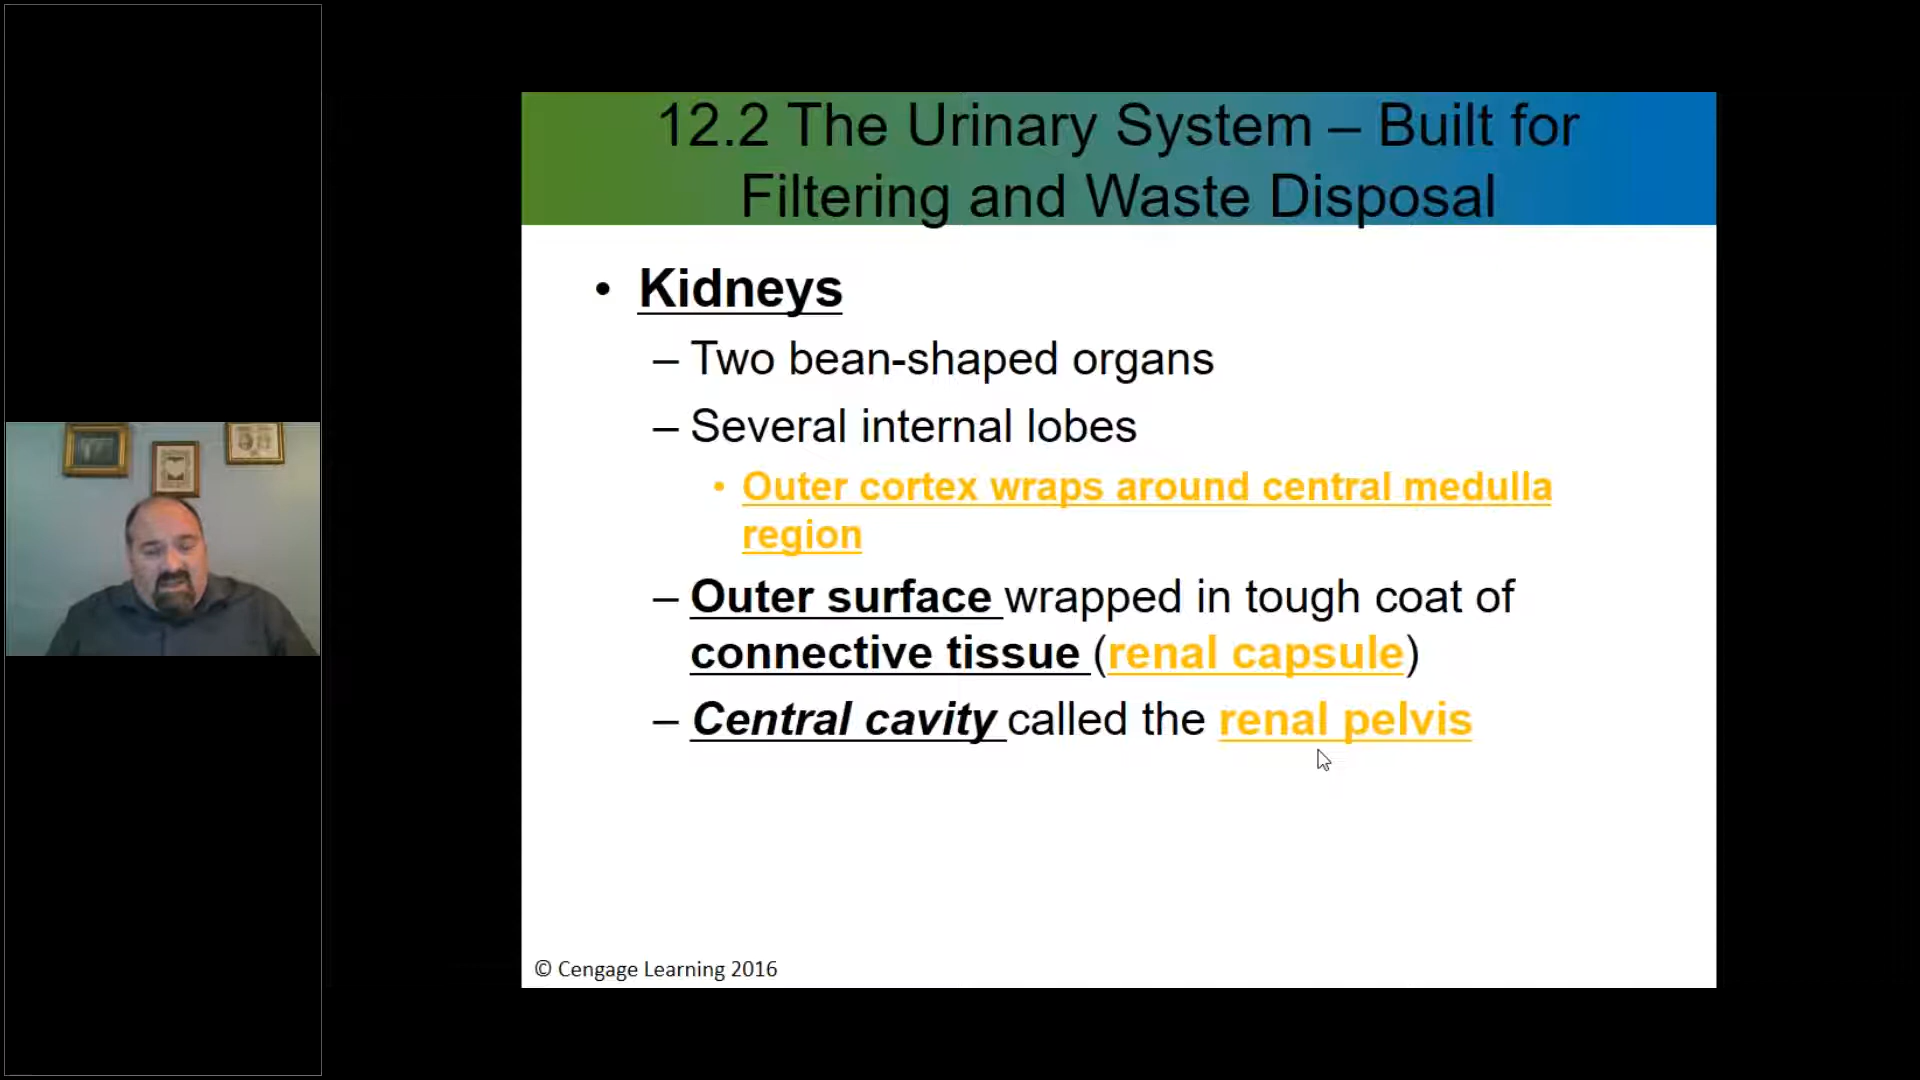 12.2 The Urinary System – Built for
Filtering and Waste Disposal
• Kidneys
– Two bean-shaped organs
– Several internal lobes
• Outer cortex wraps around central medulla
region
– Outer surface wrapped in tough coat of
connective tissue (renal capsule)
– Central cavity called the renal pelvis
© Cengage Learning 2016